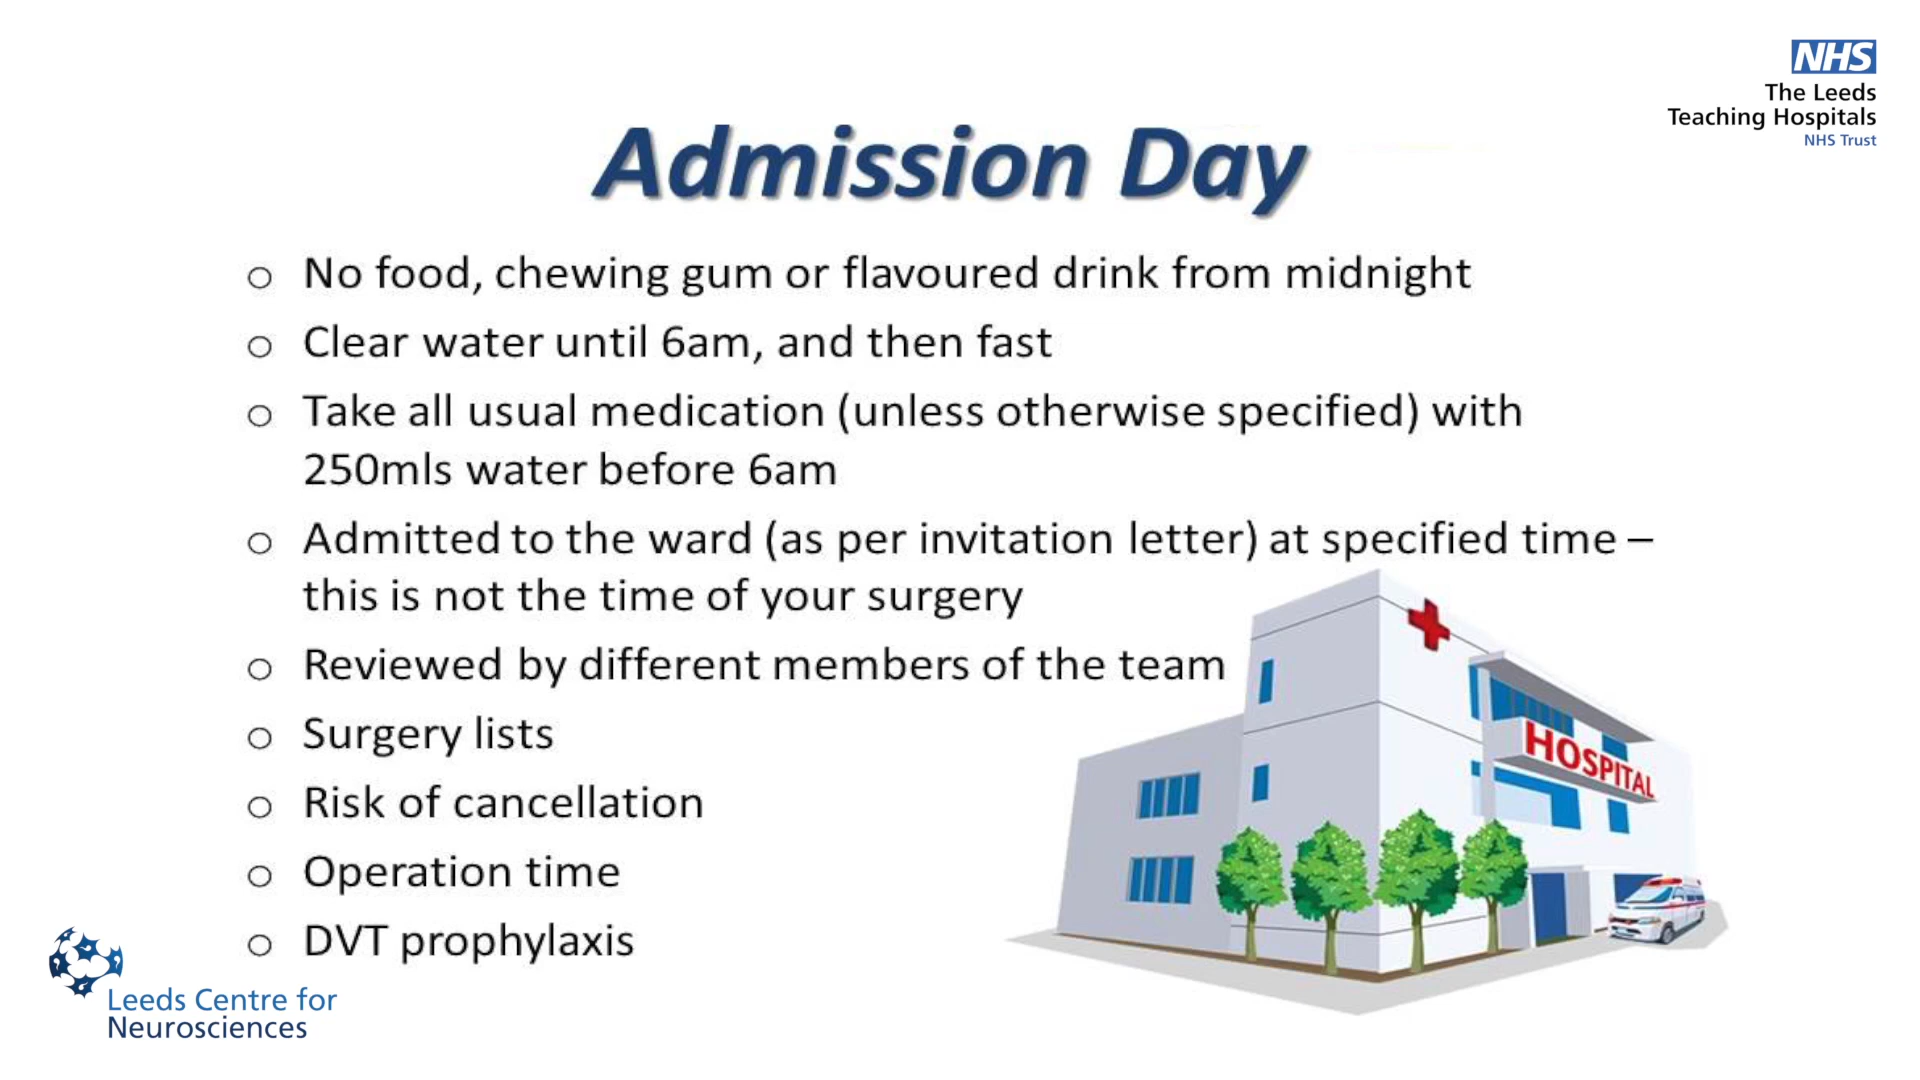 NHS
The Leeds
Teaching Hospitals
NHS Trust
Admission Day
o No food, chewing gum or flavoured drink from midnight
o Clear water until 6am, and then fast
o Take all usual medication (unless otherwise specified) with
250mls water before 6am
o Admitted to the ward (as per invitation letter) at specified time –
this is not the time of your surgery
o Reviewed by different members of the team
o Surgery lists
o Risk of cancellation
o Operation time
o DVT prophylaxis
HOSPITAL
Leeds Centre for
Neurosciences